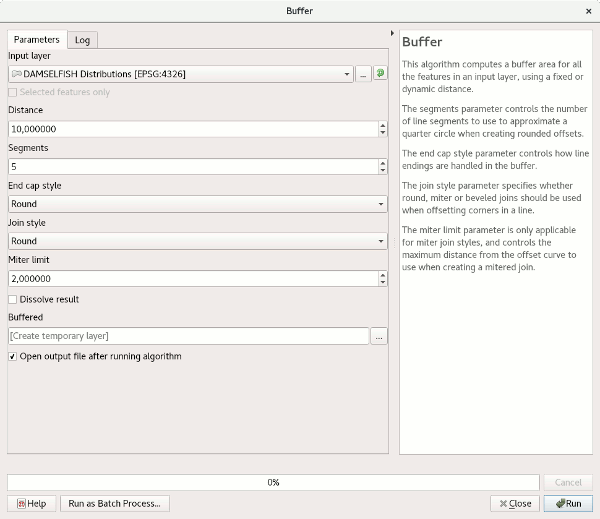 Buffer
Parameters
Log
Input layer
DAMSELFISH Distributions [EPSG:4326]
...
Selected features only
Distance
10,000000
Segments
5
End cap style
Round
Join style
Round
Miter limit
2,000000
Dissolve result
Buffered
[Create temporary layer]
...
Open output file after running algorithm
Buffer
This algorithm computes a buffer area for all
the features in an input layer, using a fixed or
dynamic distance.
The segments parameter controls the number
of line segments to use to approximate a
quarter circle when creating rounded offsets.
The end cap style parameter controls how line
endings are handled in the buffer.
The join style parameter specifies whether
round, miter or beveled joins should be used
when offsetting corners in a line.
The miter limit parameter is only applicable
for miter join styles, and controls the
maximum distance from the offset curve to
use when creating a mitered join.
0%
Cancel
Help
Run as Batch Process...
Close
Run